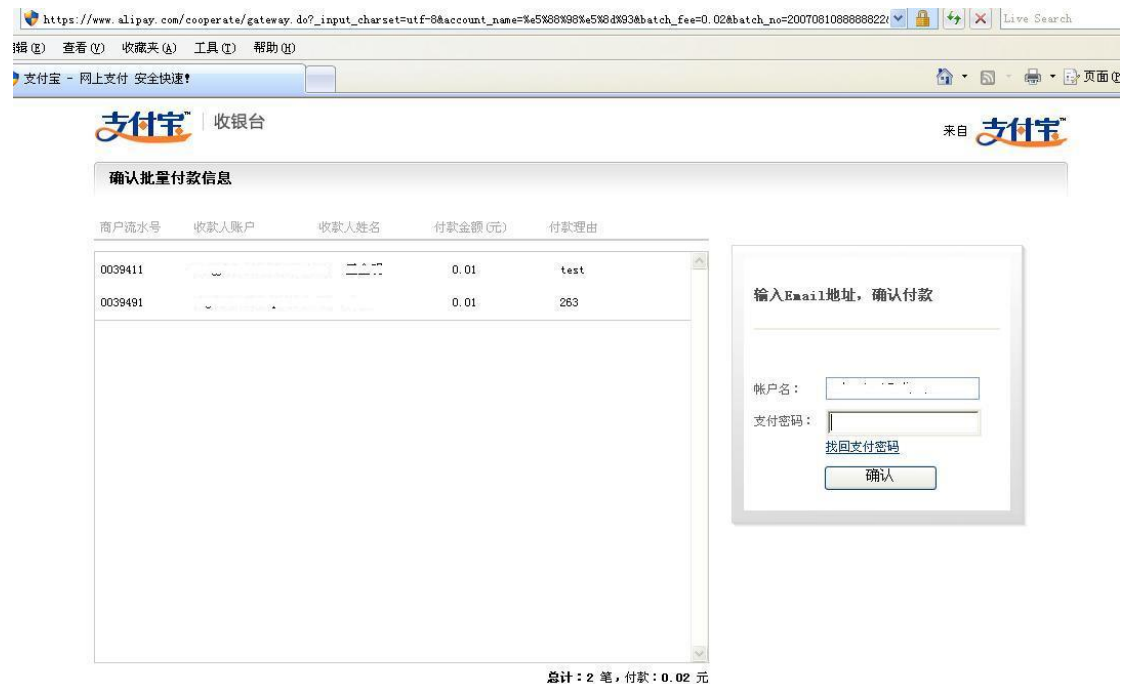 https://www.alipay.com/cooperate/gateway.do?_input_charset=utf-8&account_name=%e5%88%98%e5%8d%93&batch_fee=0.02&batch_no=2007081088888822 Live Search
辑(E) 查看(V) 收藏夹(A) 工具(T) 帮助(H)
支付宝 - 网上支付 安全快速! 页面(P
支付宝™ 收银台 来自 支付宝™
确认批量付款信息
商户流水号 收款人账户 收款人姓名 付款金额(元) 付款理由
0039411 0.01 test
0039491 0.01 263
输入Email地址，确认付款
帐户名：
支付密码：
找回支付密码
确认
总计：2 笔，付款：0.02 元